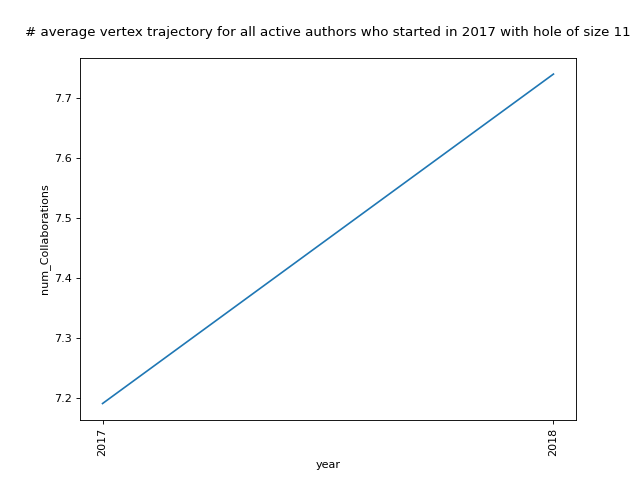 # average vertex trajectory for all active authors who started in 2017 with hole of size 11
7.7
7.6
7.5
7.4
7.3
7.2
num_Collaborations
2017
2018
year